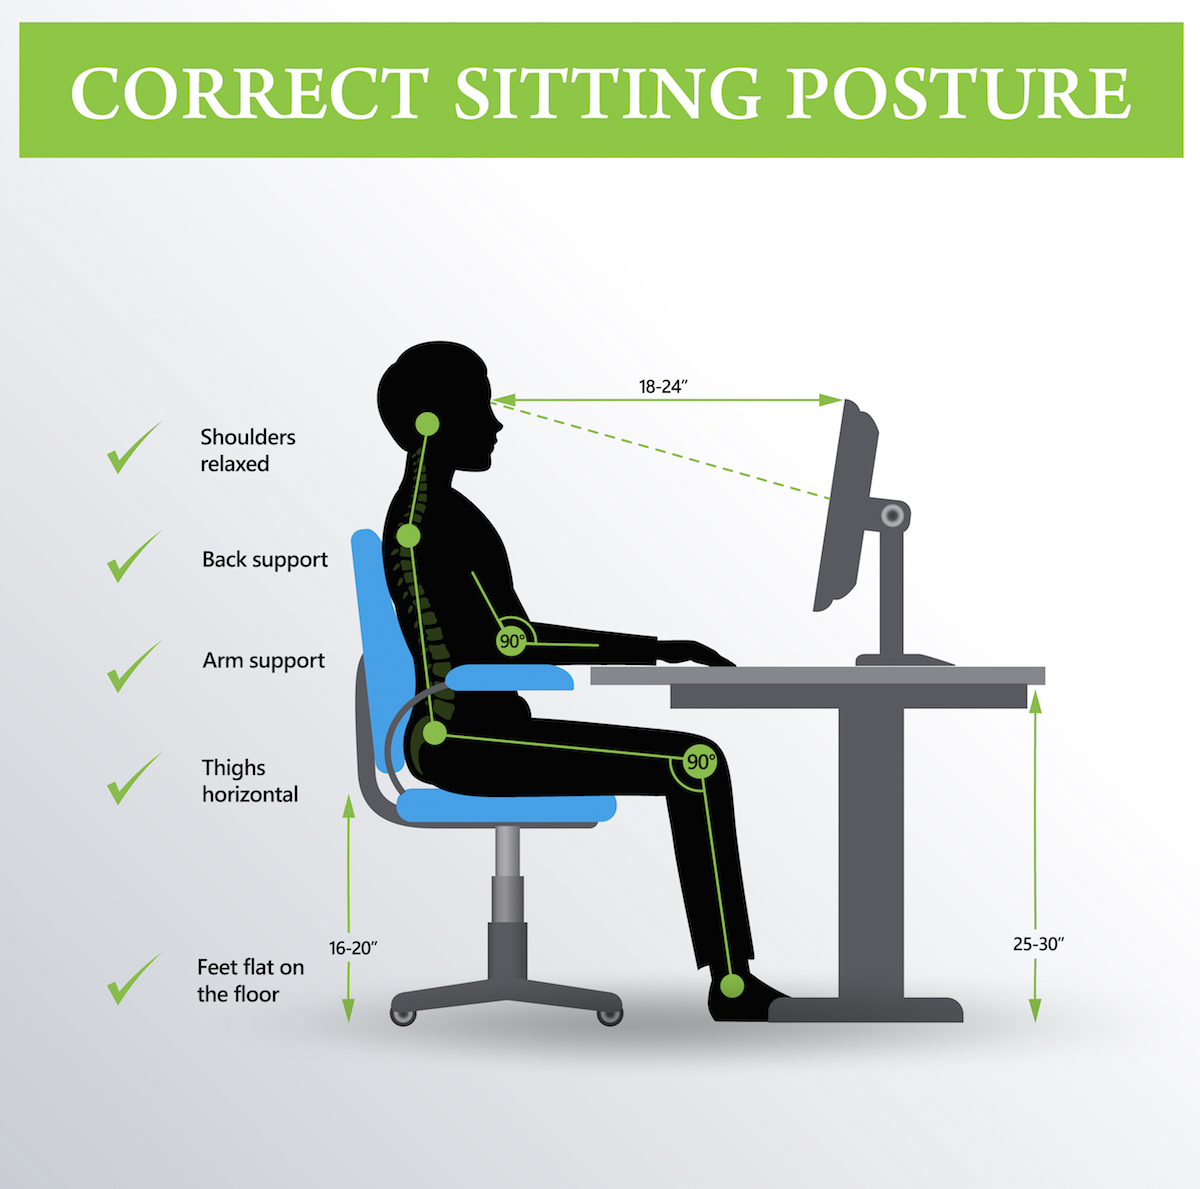 CORRECT SITTING POSTURE
18-24”
Shoulders
relaxed
Back support
90°
Arm support
Thighs
horizontal
90°
16-20”
25-30”
Feet flat on
the floor